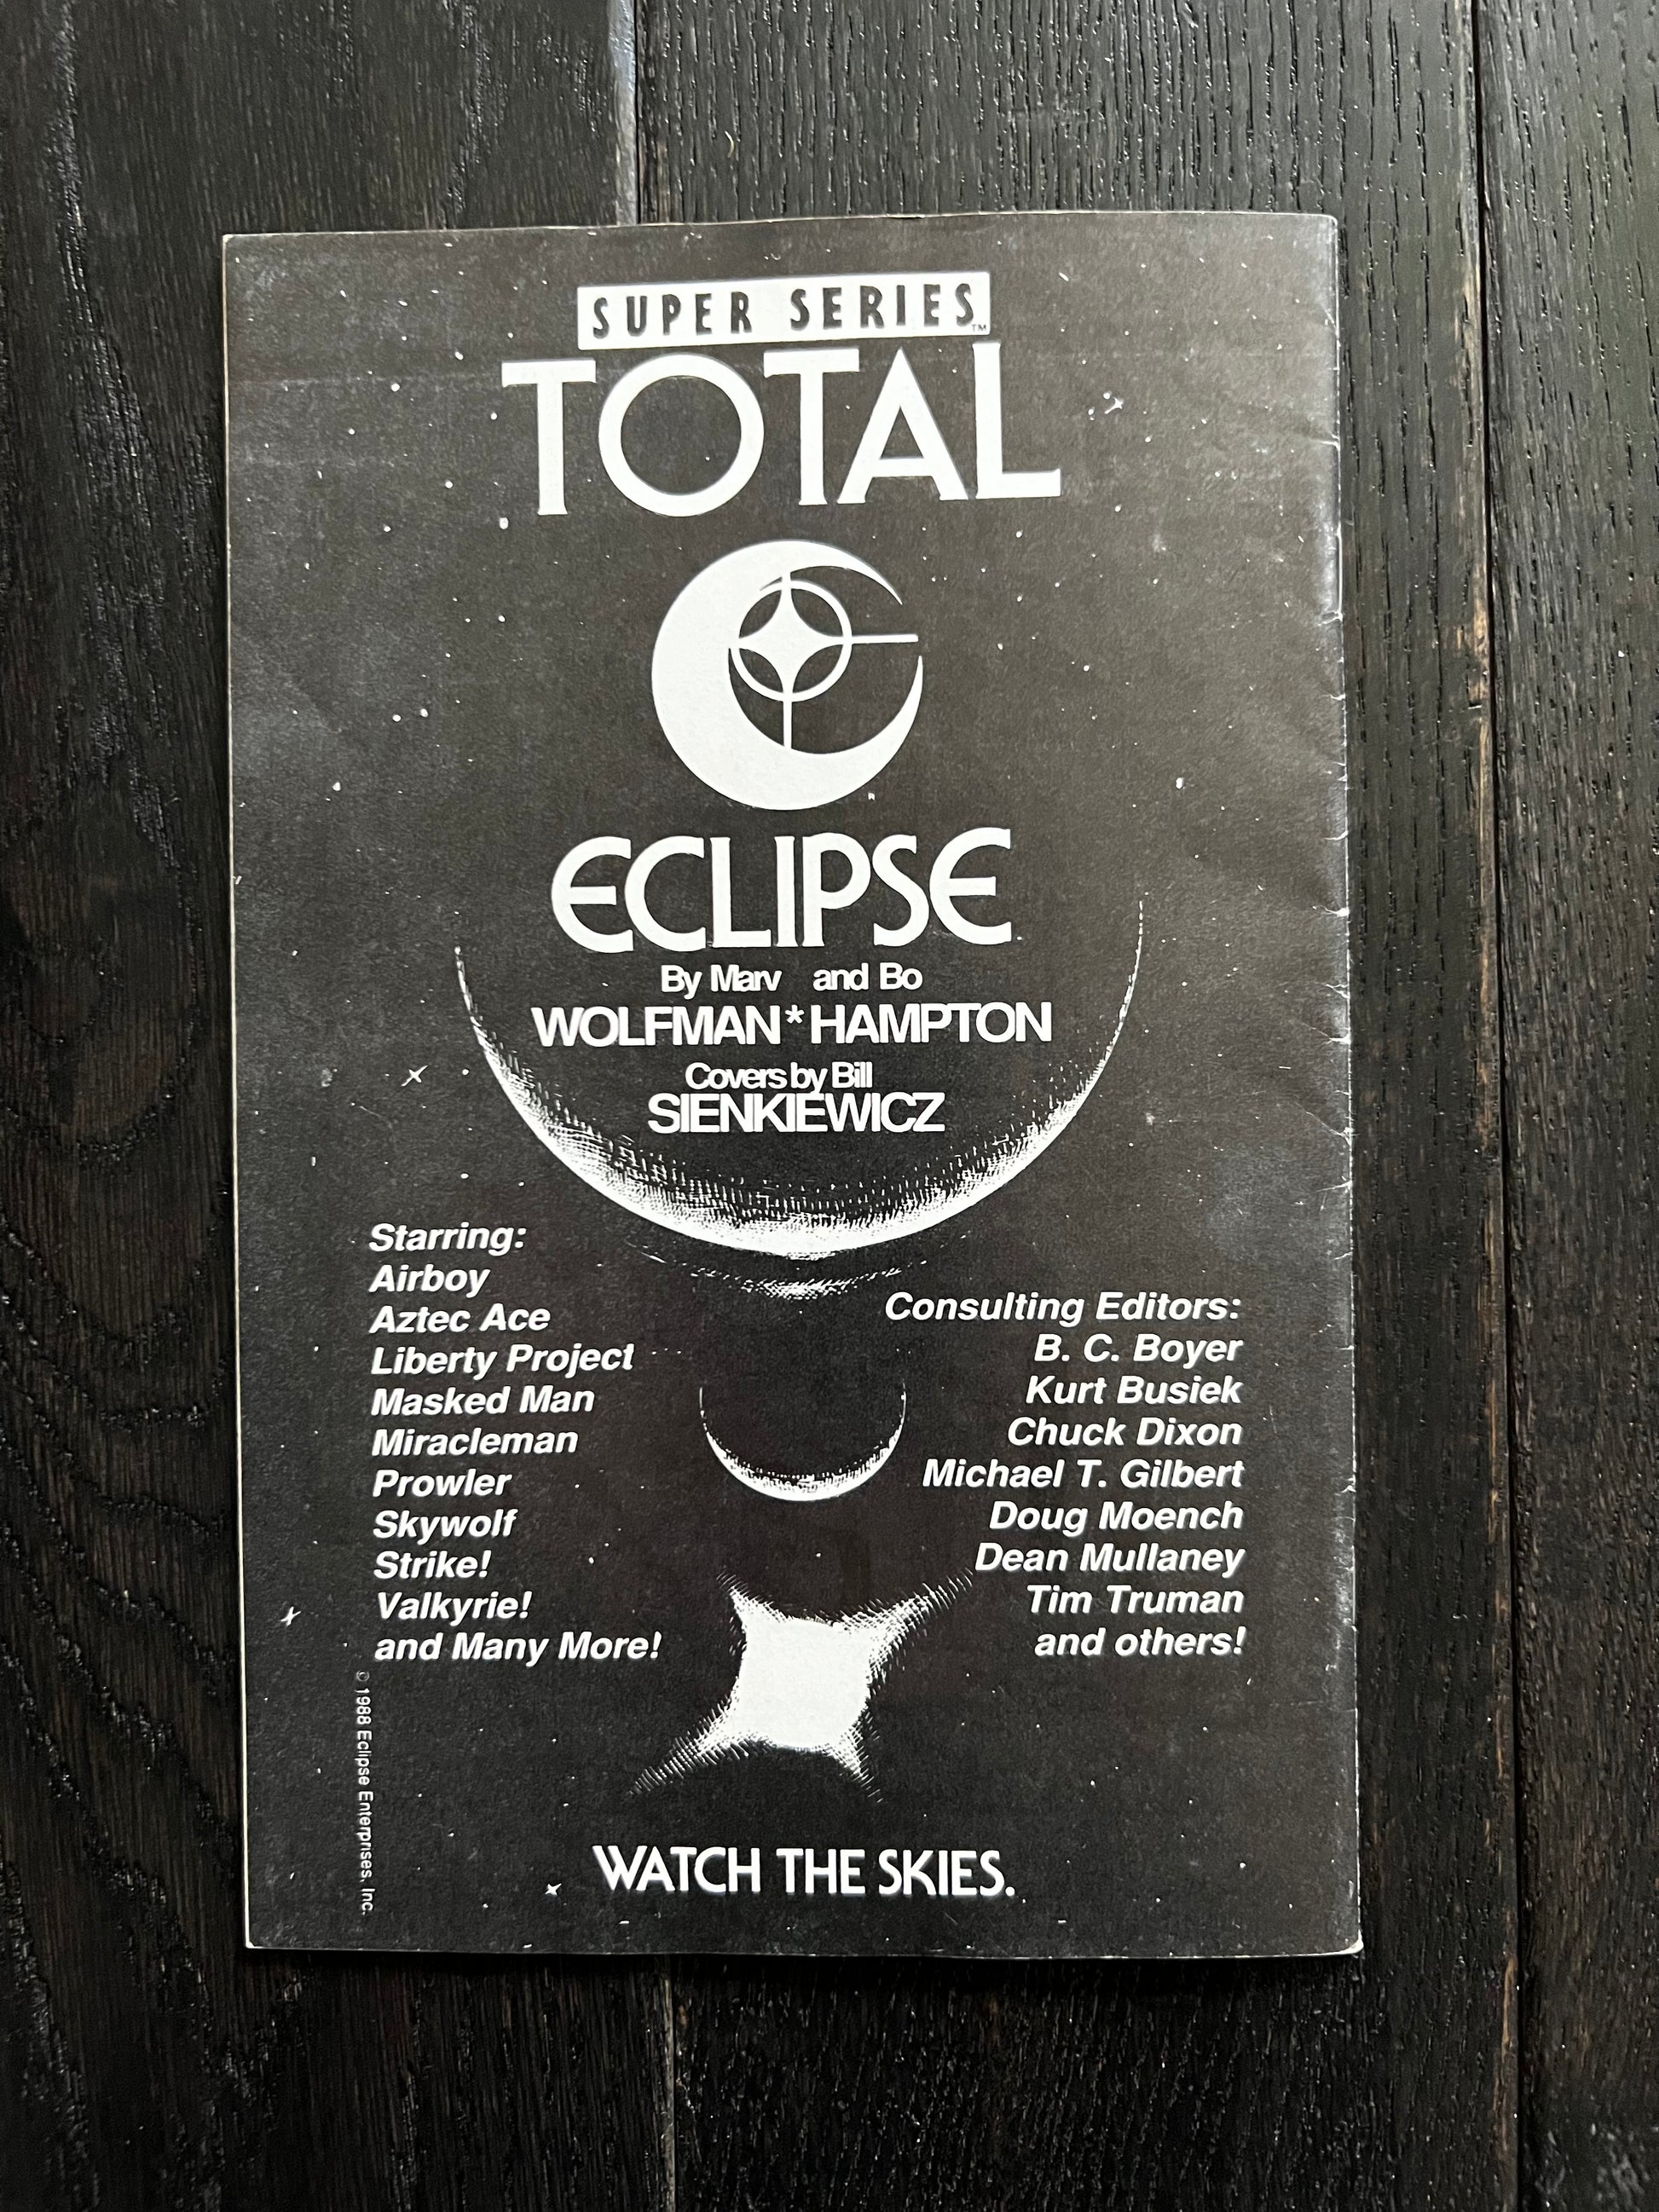 SUPER SERIES™
TOTAL
ECLIPSE
By Marv and Bo
WOLFMAN*HAMPTON
Covers by Bill
SIENKIEWICZ
Starring:
Airboy
Aztec Ace
Liberty Project
Masked Man
Miracleman
Prowler
Skywolf
Strike!
Valkyrie!
and Many More!
Consulting Editors:
B. C. Boyer
Kurt Busiek
Chuck Dixon
Michael T. Gilbert
Doug Moench
Dean Mullaney
Tim Truman
and others!
© 1988 Eclipse Enterprises, Inc.
WATCH THE SKIES.